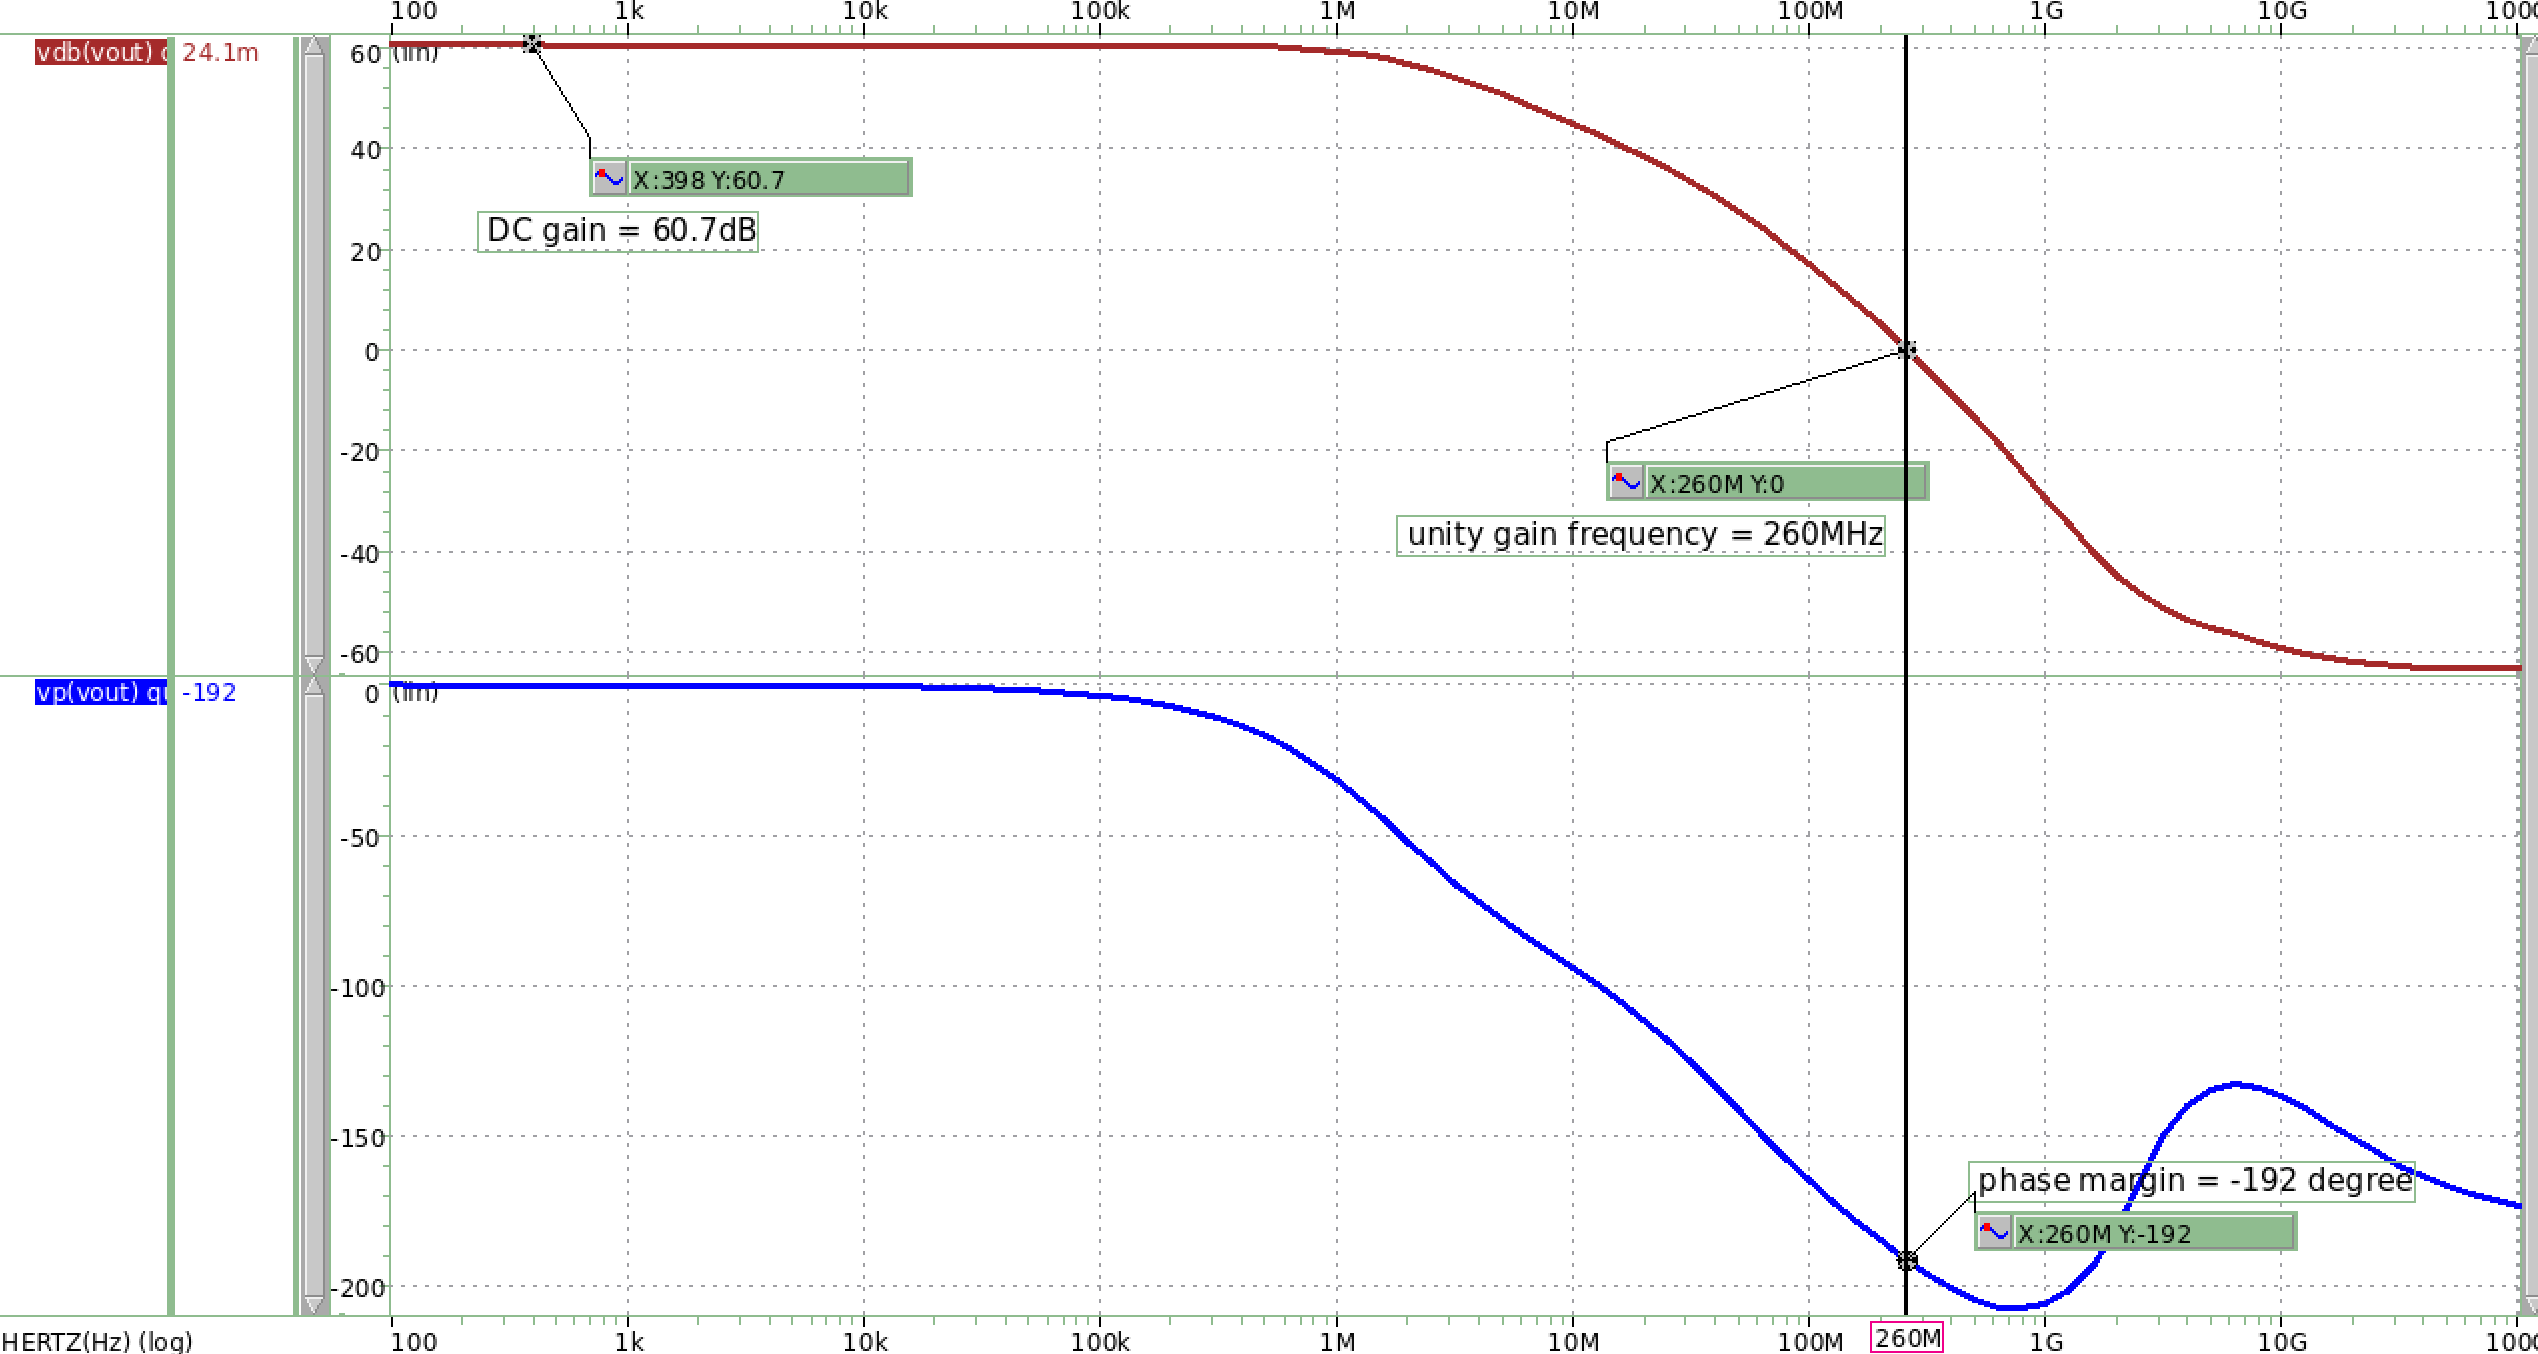 100 1k 10k 100k 1M 10M 100M 1G 10G
vdb(vout) 24.1m
60 (lin)
X:398 Y:60.7
40
DC gain = 60.7dB
20
0
-20
X:260M Y:0
unity gain frequency = 260MHz
-40
-60
vp(vout) -192
0 (lin)
-50
-100
-150
phase margin = -192 degree
X:260M Y:-192
-200
HERTZ(Hz) (log) 100 1k 10k 100k 1M 10M 100M 260M 1G 10G